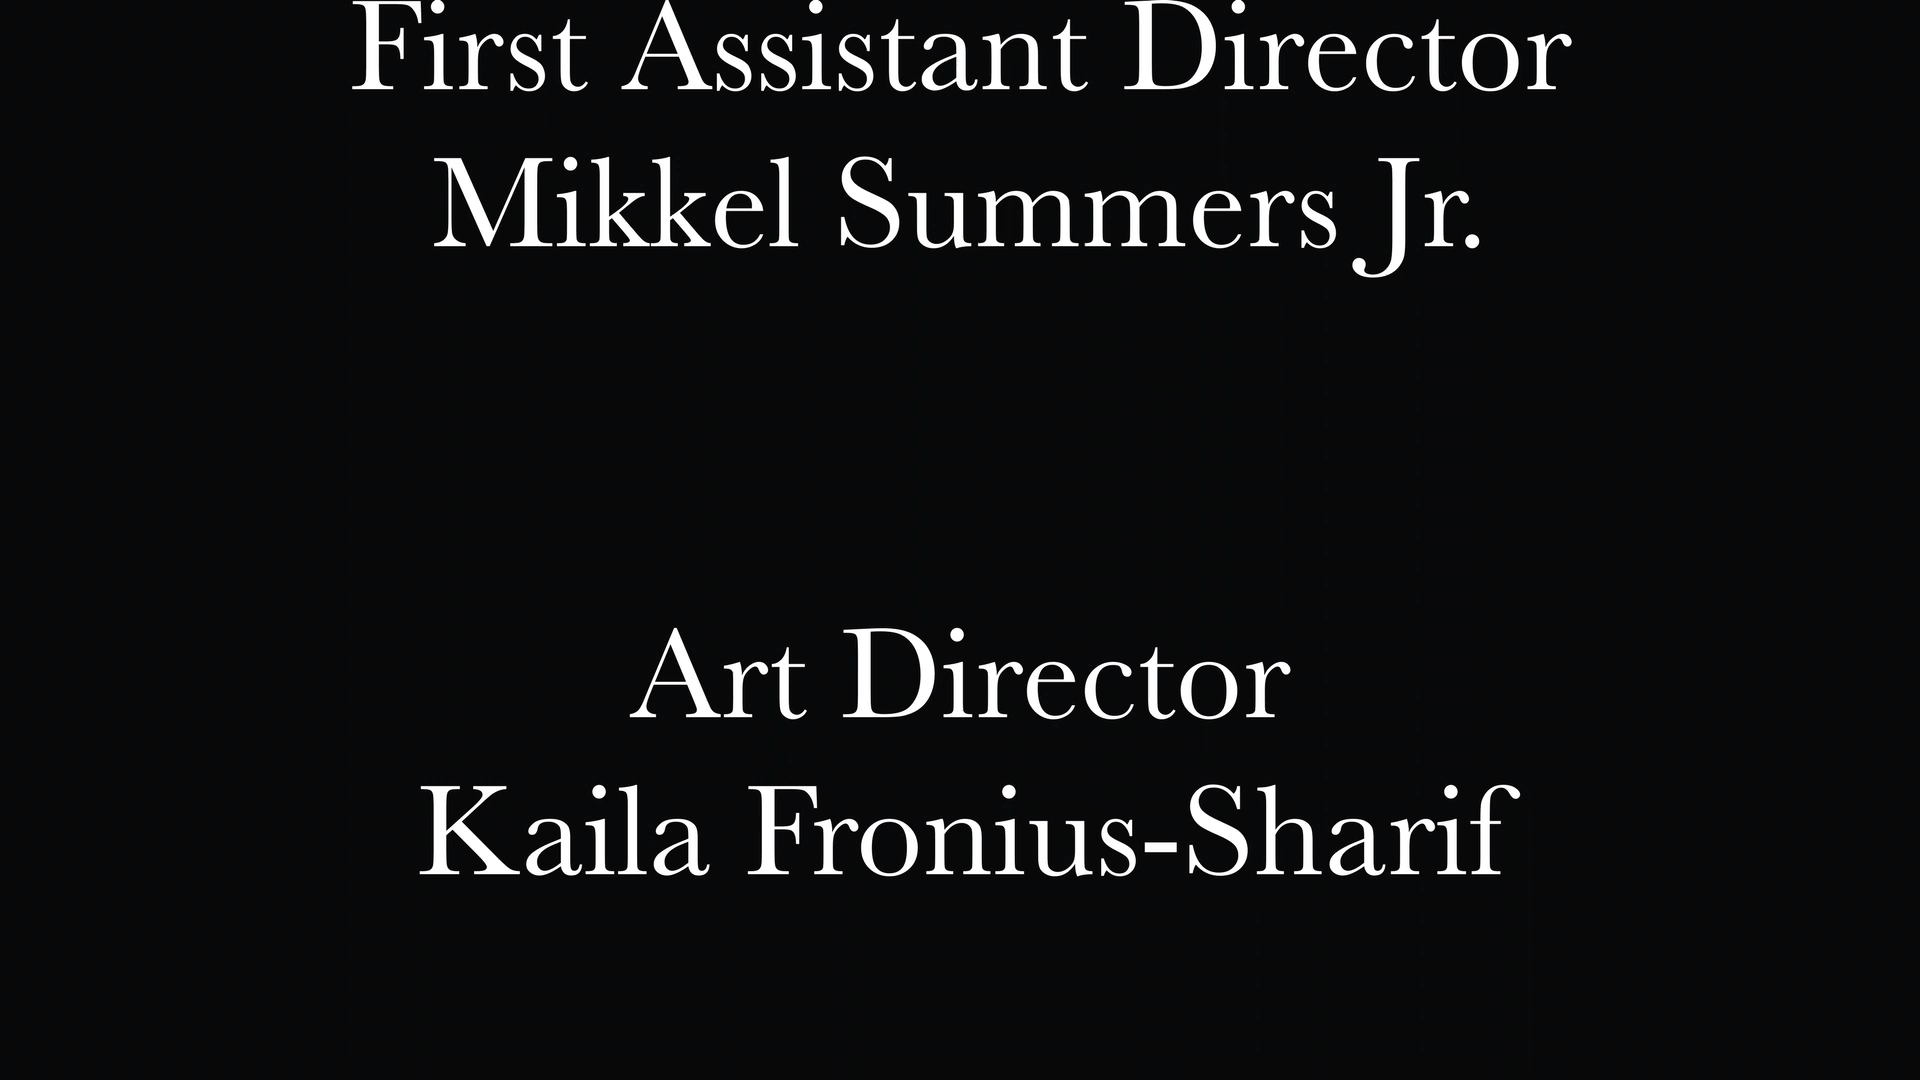 First Assistant Director
Mikkel Summers Jr.
Art Director
Kaila Fronius-Sharif